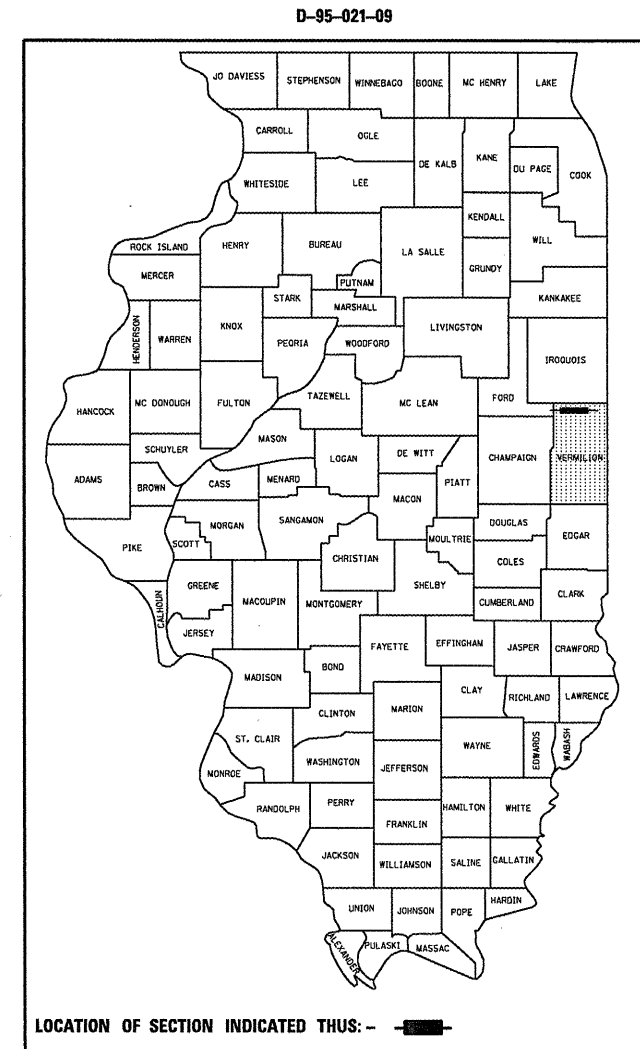 D-95-021-09
JO DAVIESS
STEPHENSON
WINNEBAGO
BOONE
MC HENRY
LAKE
CARROLL
OGLE
DE KALB
KANE
DU PAGE
COOK
WHITESIDE
LEE
KENDALL
WILL
ROCK ISLAND
HENRY
BUREAU
LA SALLE
GRUNDY
MERCER
PUTNAM
KANKAKEE
STARK
MARSHALL
HENDERSON
WARREN
KNOX
PEORIA
WOODFORD
LIVINGSTON
IROQUOIS
HANCOCK
MC DONOUGH
FULTON
TAZEWELL
MC LEAN
FORD
SCHUYLER
MASON
LOGAN
DE WITT
CHAMPAIGN
VERMILION
ADAMS
BROWN
CASS
MENARD
PIATT
MACON
MORGAN
SANGAMON
DOUGLAS
EDGAR
PIKE
SCOTT
CHRISTIAN
MOULTRIE
COLES
GREENE
SHELBY
CALHOUN
MACOUPIN
MONTGOMERY
CUMBERLAND
CLARK
JERSEY
FAYETTE
EFFINGHAM
JASPER
CRAWFORD
MADISON
BOND
CLAY
RICHLAND
LAWRENCE
CLINTON
MARION
ST. CLAIR
WAYNE
EDWARDS
WABASH
WASHINGTON
JEFFERSON
MONROE
RANDOLPH
PERRY
HAMILTON
WHITE
FRANKLIN
JACKSON
WILLIAMSON
SALINE
GALLATIN
UNION
JOHNSON
POPE
HARDIN
ALEXANDER
PULASKI
MASSAC
LOCATION OF SECTION INDICATED THUS: -